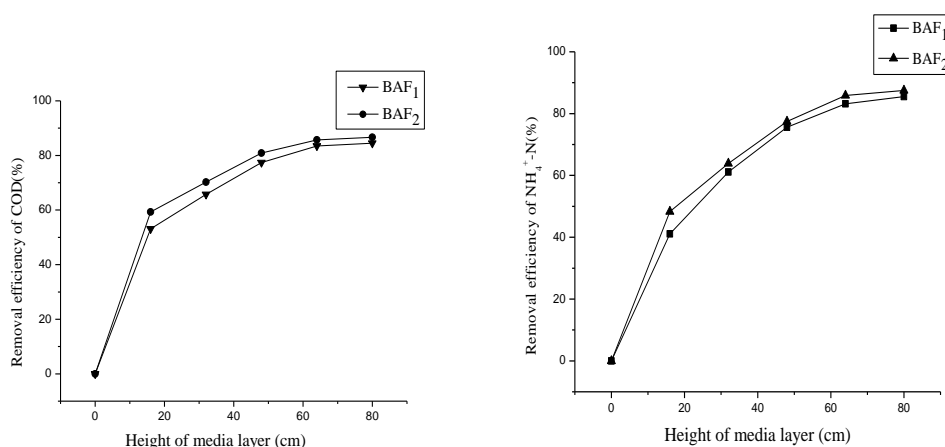 BAF1
BAF2
Removal efficiency of COD(%)
100
80
60
40
20
0
0 20 40 60 80
Height of media layer (cm)
BAF1
BAF2
Removal efficiency of NH4+-N(%)
100
80
60
40
20
0
0 20 40 60 80
Height of media layer (cm)